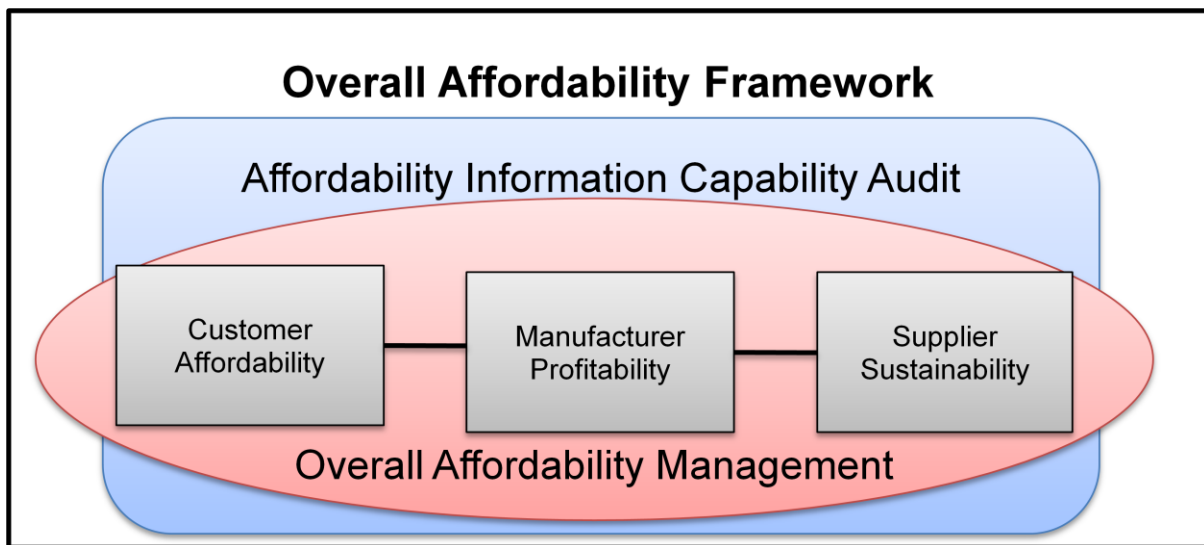 Overall Affordability Framework
Affordability Information Capability Audit
Customer
Affordability
Manufacturer
Profitability
Supplier
Sustainability
Overall Affordability Management